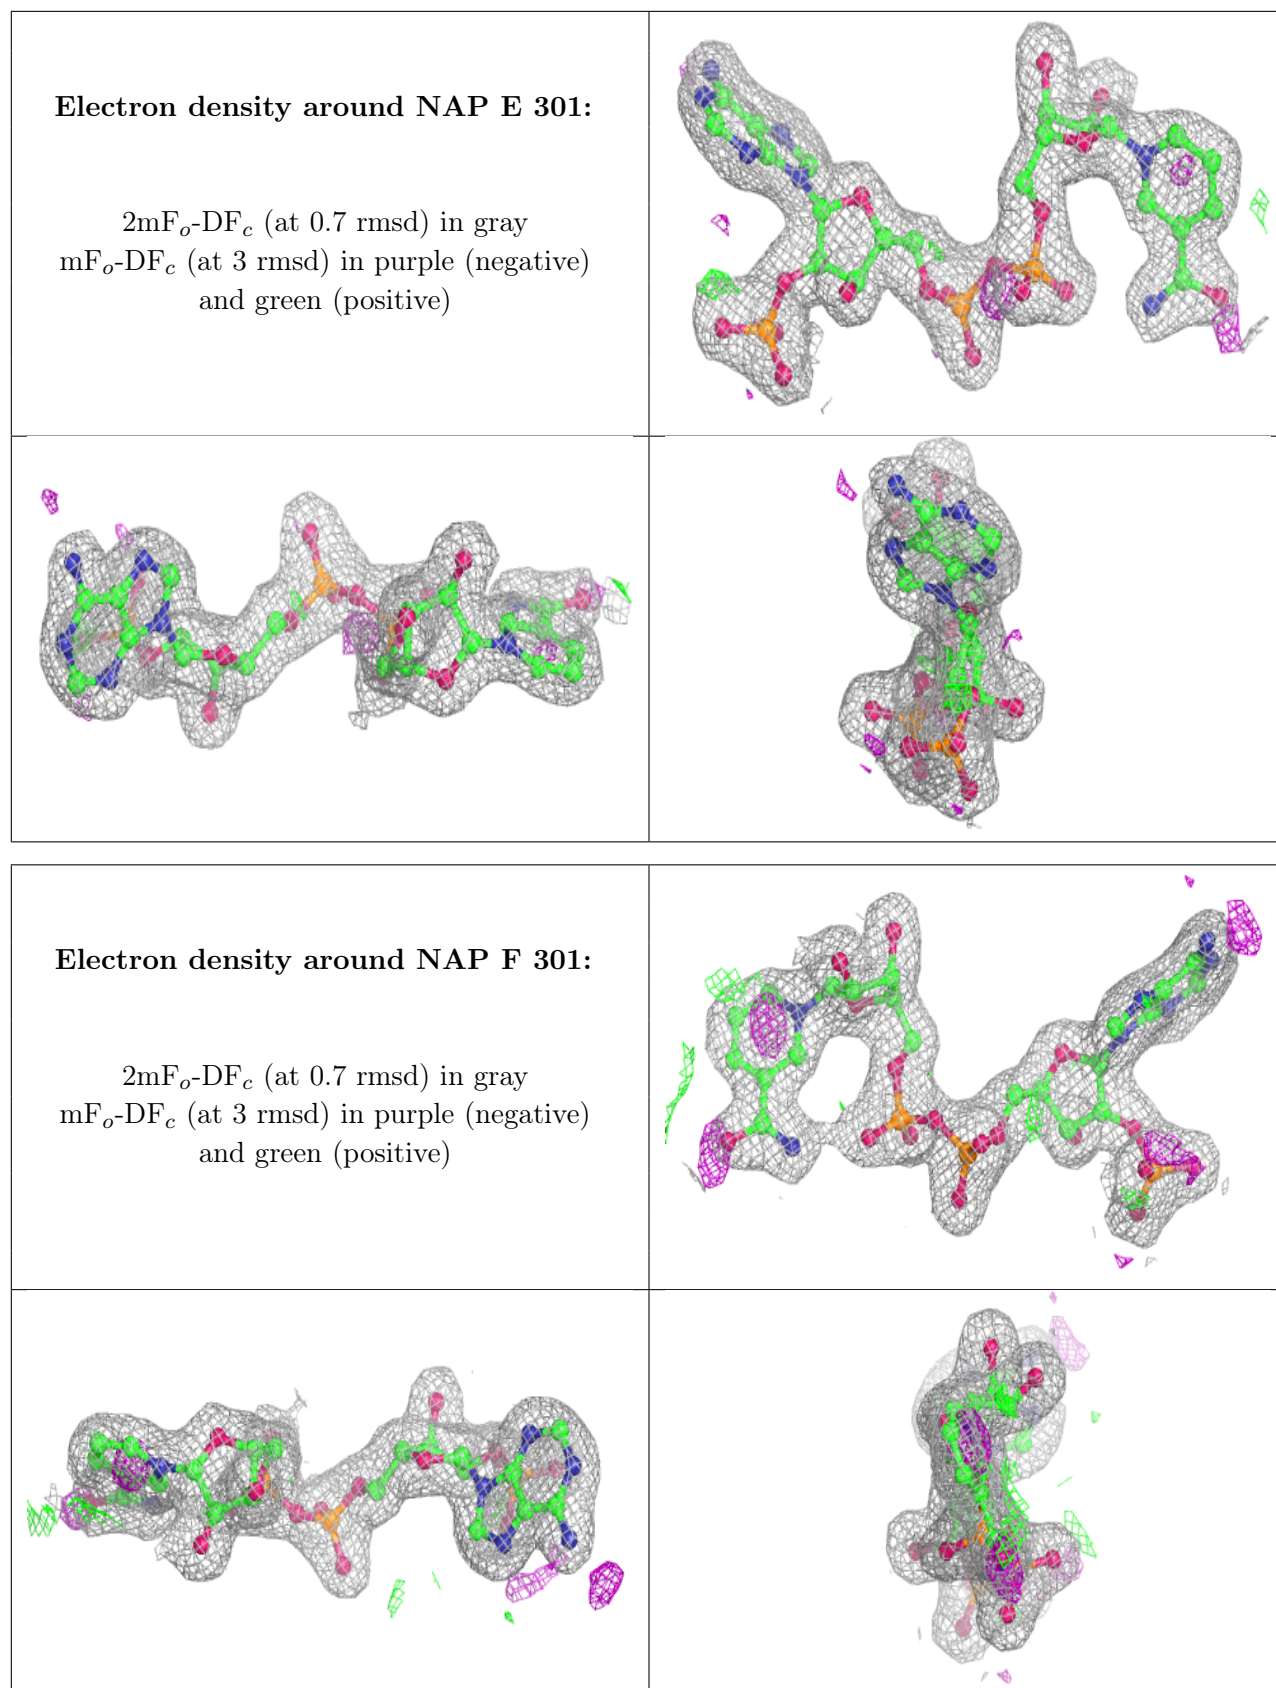 Electron density around NAP E 301:
2mFo-DFc (at 0.7 rmsd) in gray
mFo-DFc (at 3 rmsd) in purple (negative)
and green (positive)
Electron density around NAP F 301:
2mFo-DFc (at 0.7 rmsd) in gray
mFo-DFc (at 3 rmsd) in purple (negative)
and green (positive)